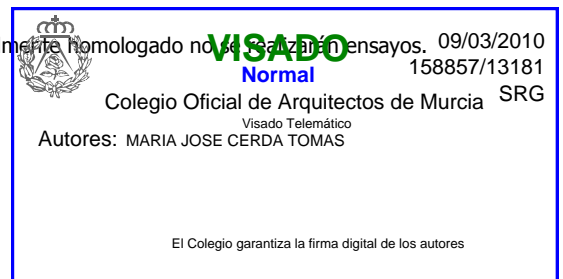 mente homologado no se realizarán ensayos. 09/03/2010
VISADO
Normal 158857/13181
Colegio Oficial de Arquitectos de Murcia SRG
Visado Telemático
Autores: MARIA JOSE CERDA TOMAS
El Colegio garantiza la firma digital de los autores